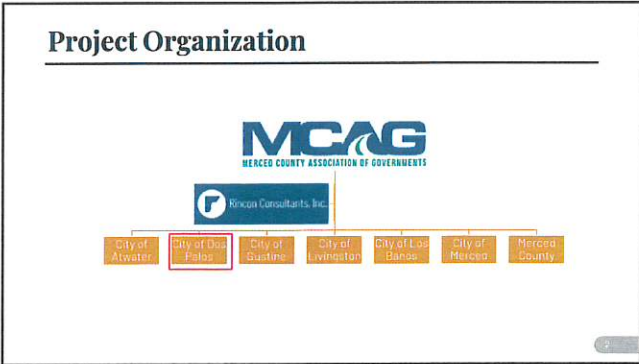 Project Organization
MCAG
MERCED COUNTY ASSOCIATION OF GOVERNMENTS
Rincon Consultants, Inc.
City of
Atwater
City of Dos
Palos
City of
Gustine
City of
Livingston
City of Los
Banos
City of
Merced
Merced
County
2